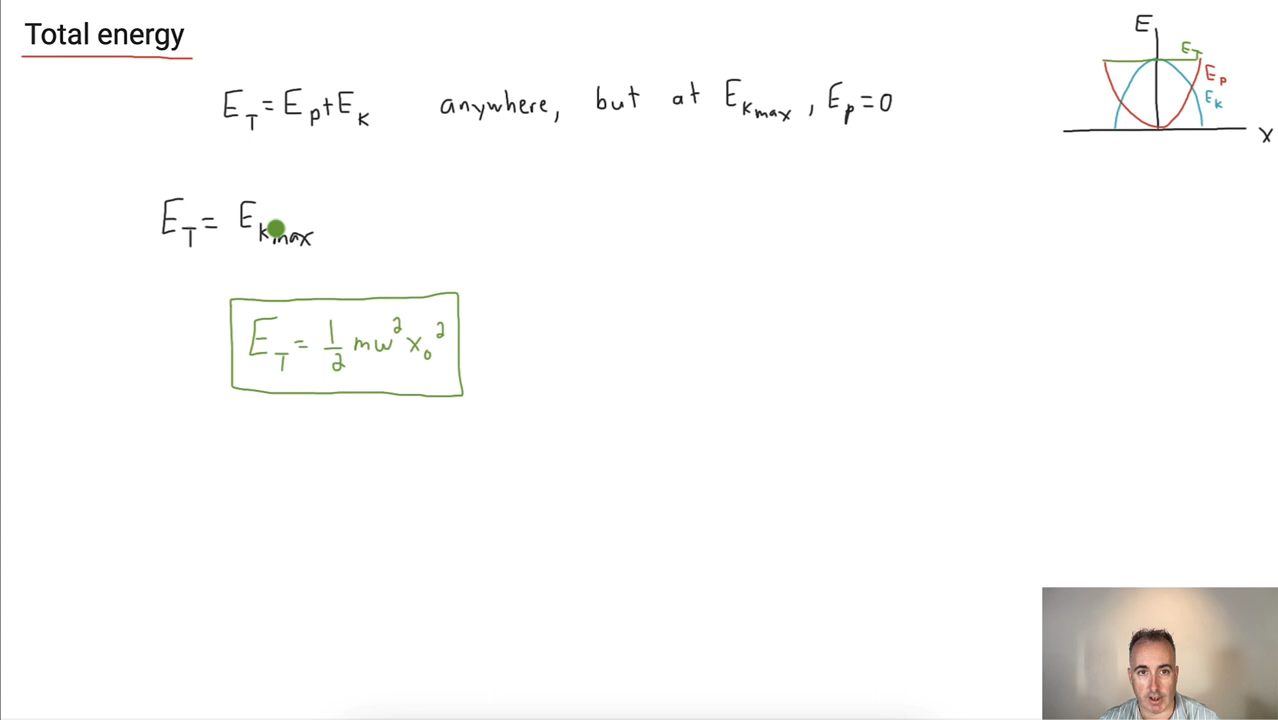 Total energy
E_T = E_P + E_K anywhere, but at E_Kmax, E_P = 0
E_T = E_Kmax
E_T = 1/2 mω² x₀²
E
E_T
E_P
E_K
x